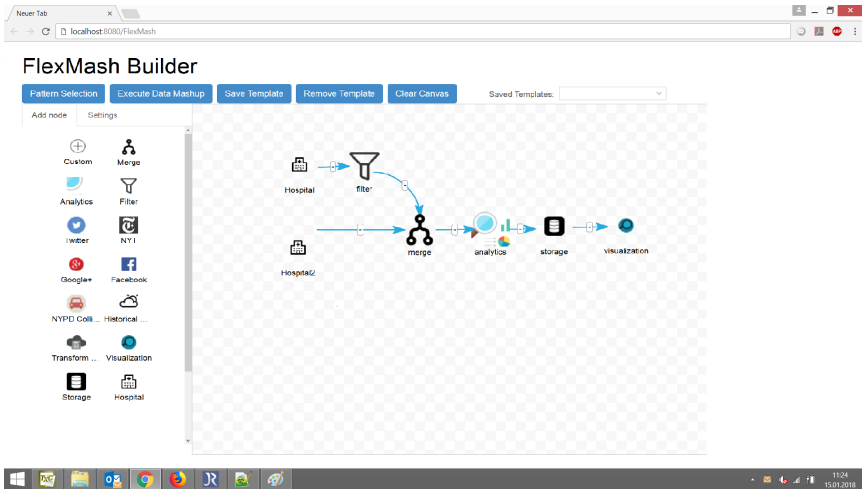 Neuer Tab
localhost:8080/FlexMash
FlexMash Builder
Pattern Selection Execute Data Mashup Save Template Remove Template Clear Canvas Saved Templates:
Add node Settings
Custom Merge
Analytics Filter
Twitter NYT
Google+ Facebook
NYPD Colli... Historical ...
Transform ... Visualization
Storage Hospital
Hospital filter
Hospital2 merge analytics storage visualization
11:24
15.01.2018